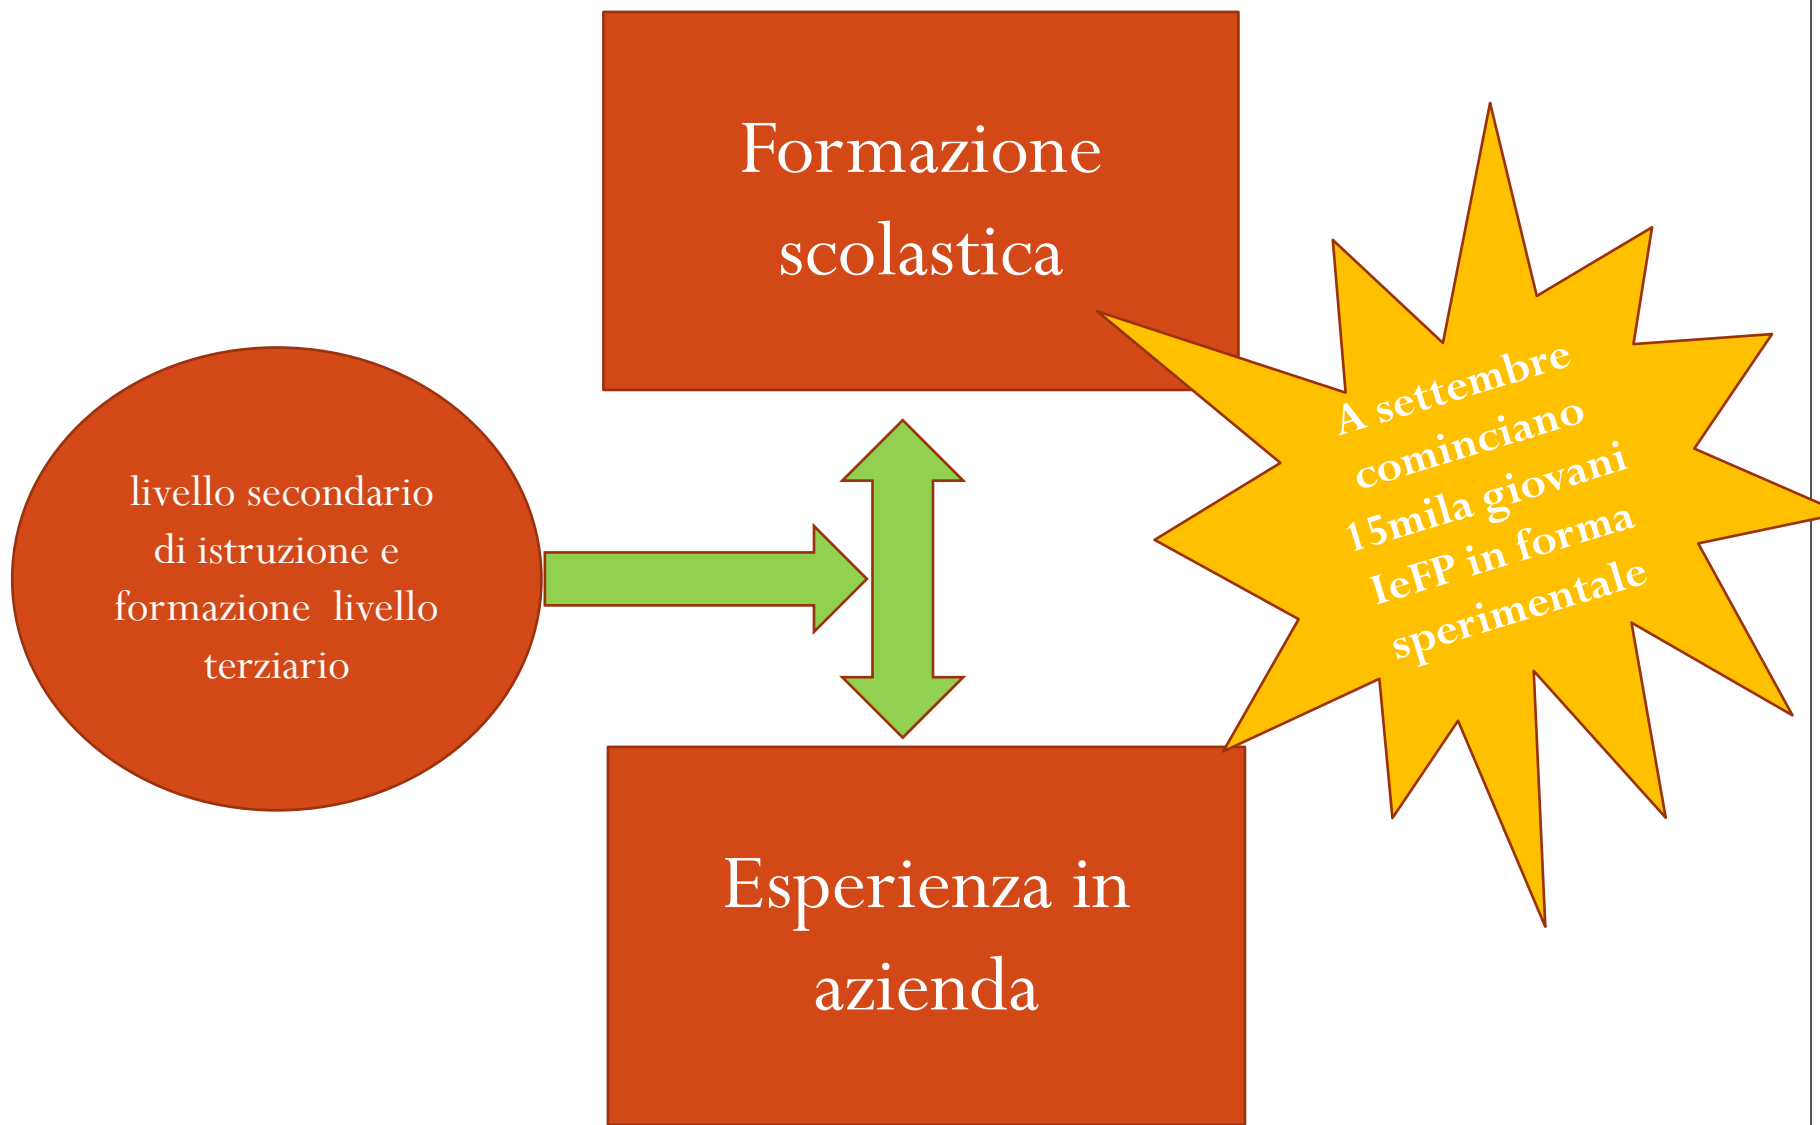 Formazione
scolastica
livello secondario
di istruzione e
formazione livello
terziario
A settembre
cominciano
15mila giovani
IeFP in forma
sperimentale
Esperienza in
azienda